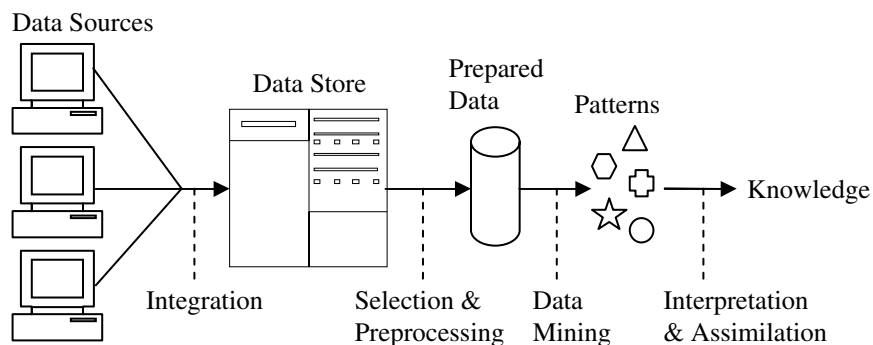 Data Sources
Data Store
Prepared
Data
Patterns
Knowledge
Integration
Selection &
Preprocessing
Data
Mining
Interpretation
& Assimilation